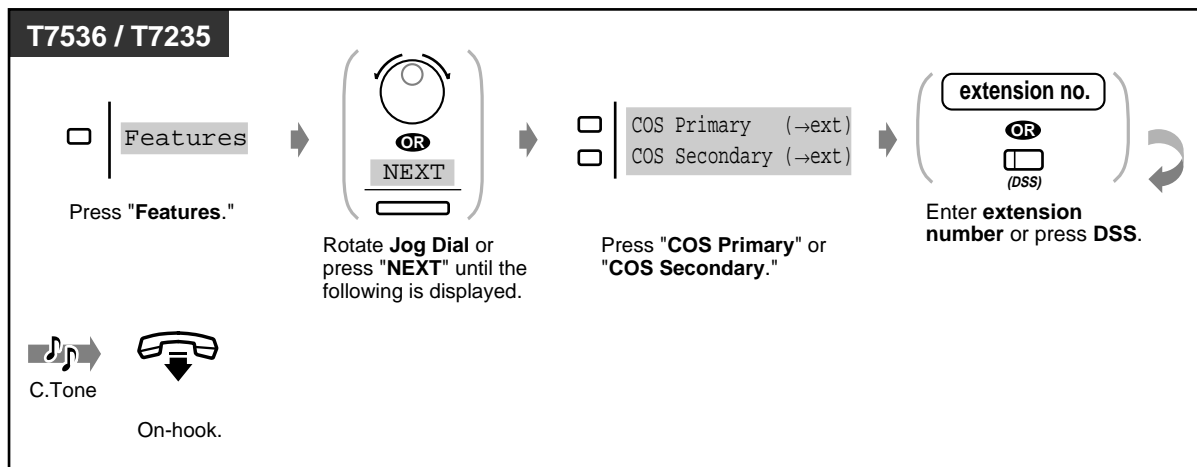 T7536 / T7235
Features
Press "Features."
OR
NEXT
Rotate Jog Dial or
press "NEXT" until the
following is displayed.
COS Primary (→ext)
COS Secondary (→ext)
Press "COS Primary" or
"COS Secondary."
extension no.
OR
(DSS)
Enter extension
number or press DSS.
C.Tone
On-hook.